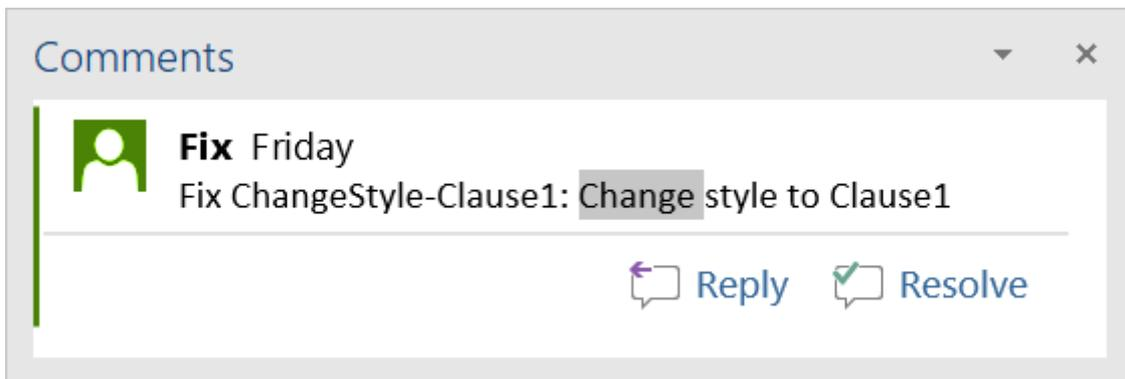 Comments
Fix Friday
Fix ChangeStyle-Clause1: Change style to Clause1
Reply Resolve